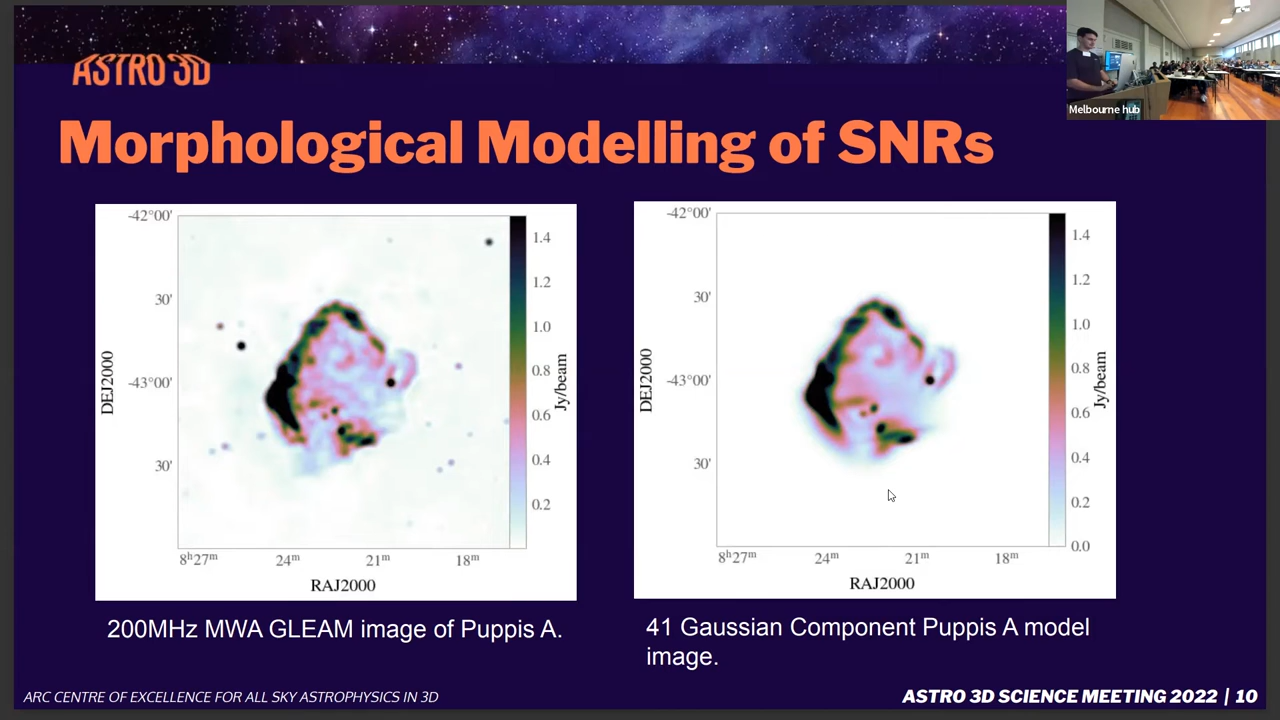 ASTRO 3D
Melbourne hub
Morphological Modelling of SNRs
-42°00'
30'
-43°00'
30'
DEJ2000
8ʰ27ᵐ
24ᵐ
21ᵐ
18ᵐ
RAJ2000
1.4
1.2
1.0
0.8
0.6
0.4
0.2
Jy/beam
-42°00'
30'
-43°00'
30'
DEJ2000
8ʰ27ᵐ
24ᵐ
21ᵐ
18ᵐ
RAJ2000
1.4
1.2
1.0
0.8
0.6
0.4
0.2
0.0
Jy/beam
200MHz MWA GLEAM image of Puppis A.
41 Gaussian Component Puppis A model
image.
ARC CENTRE OF EXCELLENCE FOR ALL SKY ASTROPHYSICS IN 3D
ASTRO 3D SCIENCE MEETING 2022 | 10